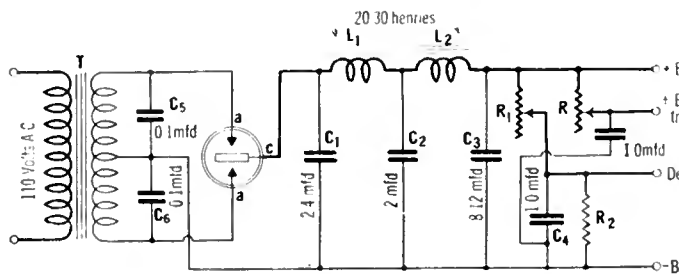 20 30 henries
L1
L2
+ B
T
C5
0 1mfd
a
R1
R
+ B
110 Volts A.C
c
C1
C2
C3
1 0mfd
De
C6
0 1mfd
a
2 4 mfd
2 mfd
8 12 mfd
1 0 mfd
C4
R2
- B